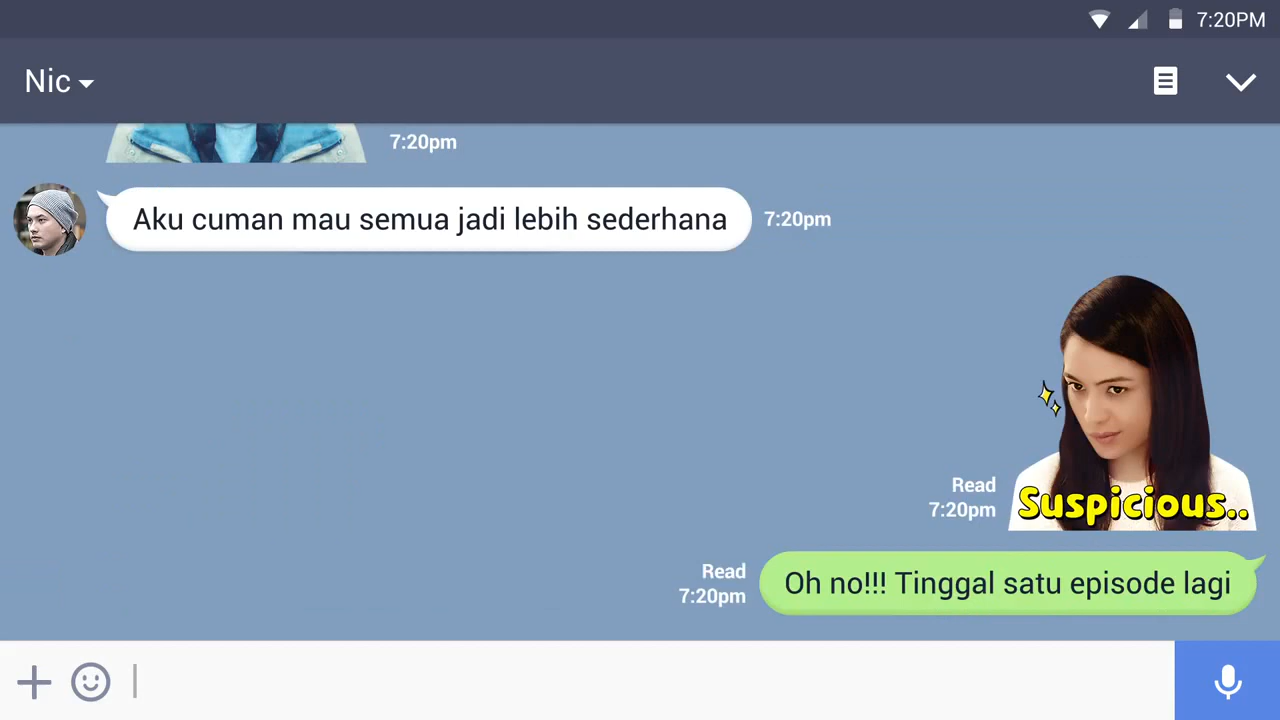 7:20PM
Nic
7:20pm
Aku cuman mau semua jadi lebih sederhana
7:20pm
Suspicious..
Read
7:20pm
Oh no!!! Tinggal satu episode lagi
Read
7:20pm